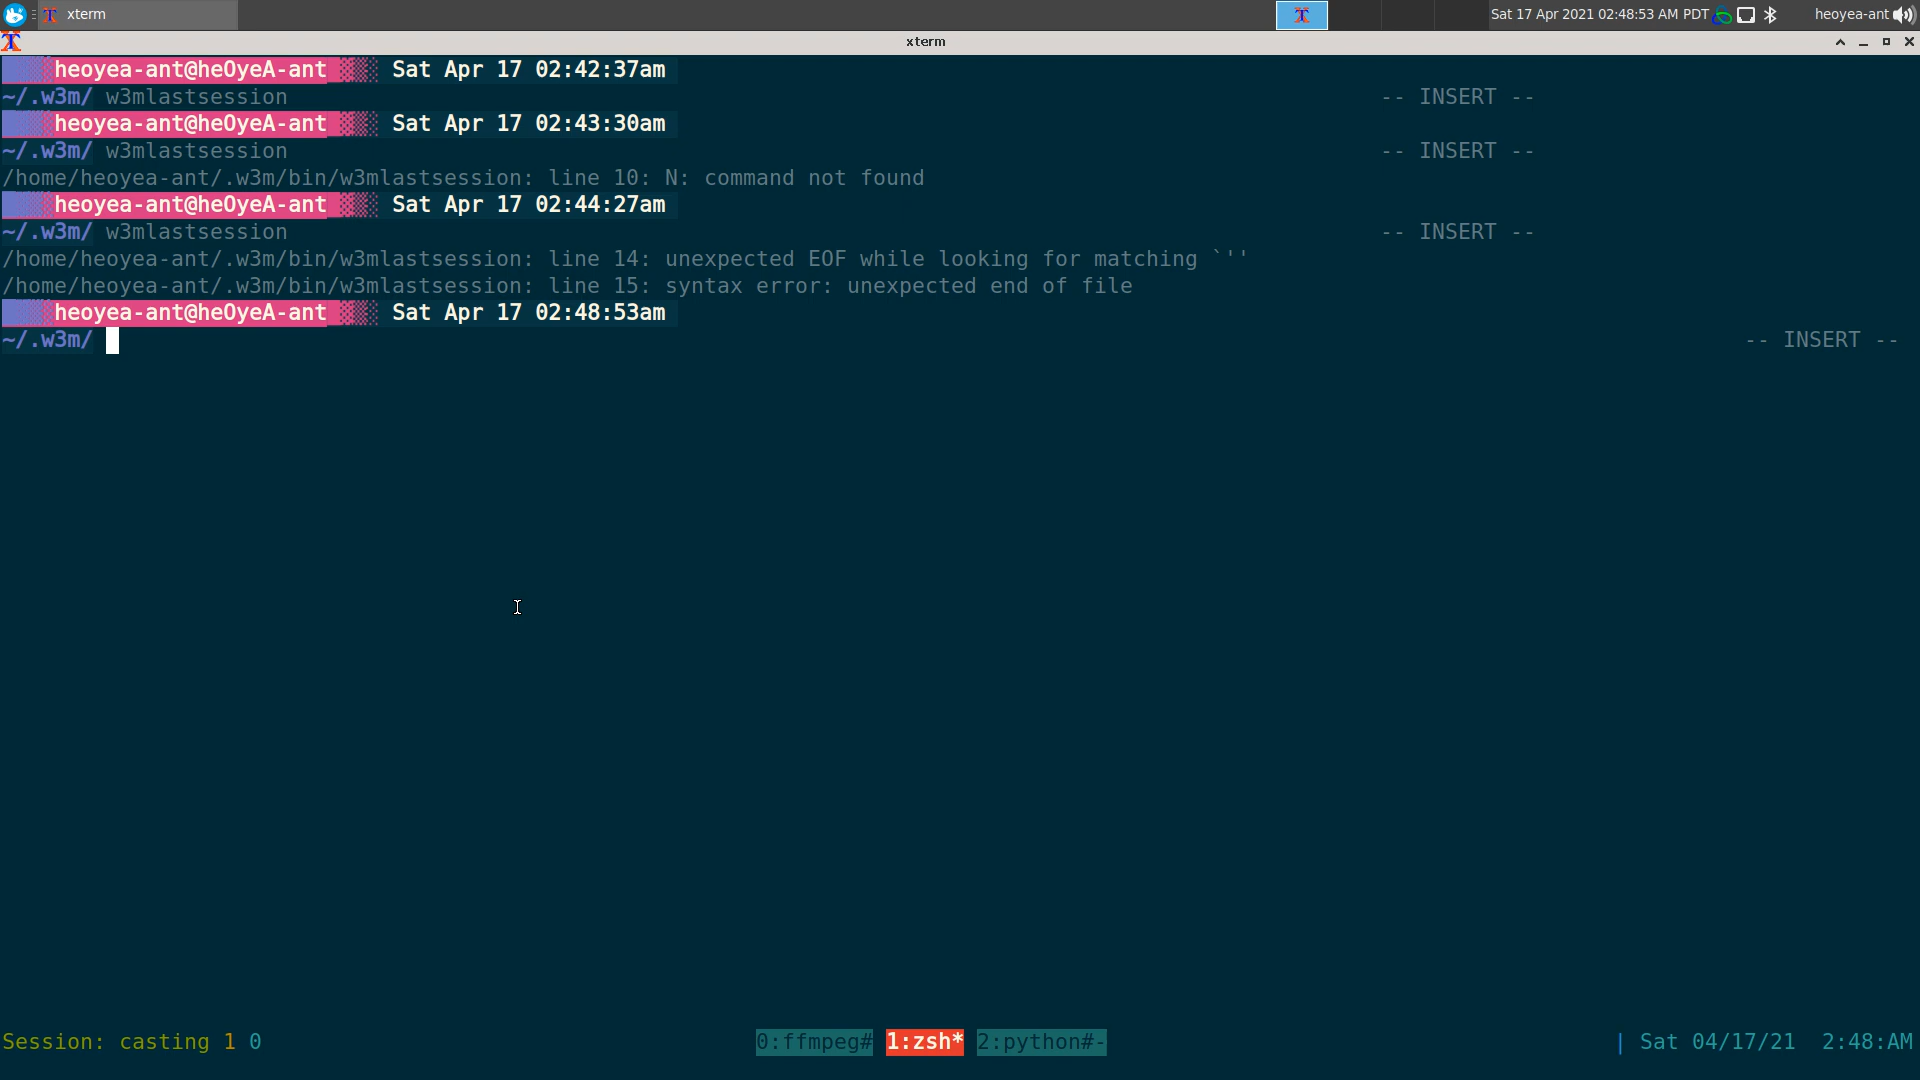 xterm
Sat 17 Apr 2021 02:48:53 AM PDT
heoyea-ant
xterm
heoyea-ant@heOyeA-ant Sat Apr 17 02:42:37am
~/.w3m/ w3mlastsession -- INSERT --
heoyea-ant@heOyeA-ant Sat Apr 17 02:43:30am
~/.w3m/ w3mlastsession -- INSERT --
/home/heoyea-ant/.w3m/bin/w3mlastsession: line 10: N: command not found
heoyea-ant@heOyeA-ant Sat Apr 17 02:44:27am
~/.w3m/ w3mlastsession -- INSERT --
/home/heoyea-ant/.w3m/bin/w3mlastsession: line 14: unexpected EOF while looking for matching `''
/home/heoyea-ant/.w3m/bin/w3mlastsession: line 15: syntax error: unexpected end of file
heoyea-ant@heOyeA-ant Sat Apr 17 02:48:53am
~/.w3m/ -- INSERT --
Session: casting 1 0 0:ffmpeg# 1:zsh* 2:python#- | Sat 04/17/21 2:48:AM